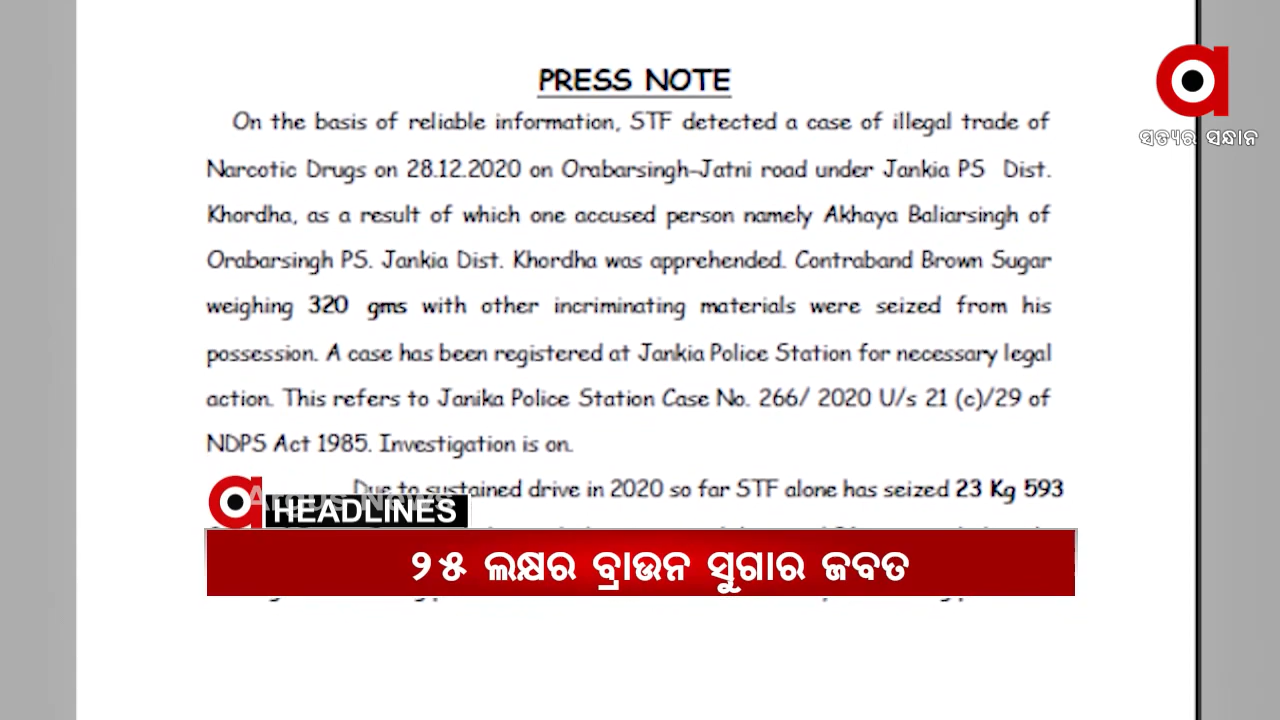 PRESS NOTE
ସତ୍ୟର ସନ୍ଧାନ
On the basis of reliable information, STF detected a case of illegal trade of
Narcotic Drugs on 28.12.2020 on Orabarsingh-Jatni road under Jankia PS Dist.
Khordha, as a result of which one accused person namely Akhaya Baliarsingh of
Orabarsingh PS. Jankia Dist. Khordha was apprehended. Contraband Brown Sugar
weighing 320 gms with other incriminating materials were seized from his
possession. A case has been registered at Jankia Police Station for necessary legal
action. This refers to Janika Police Station Case No. 266/ 2020 U/s 21 (c)/29 of
NDPS Act 1985. Investigation is on.
Due to sustained drive in 2020 so far STF alone has seized 23 Kg 593
HEADLINES
୨୫ ଲକ୍ଷର ବ୍ରାଉନ ସୁଗାର ଜବତ